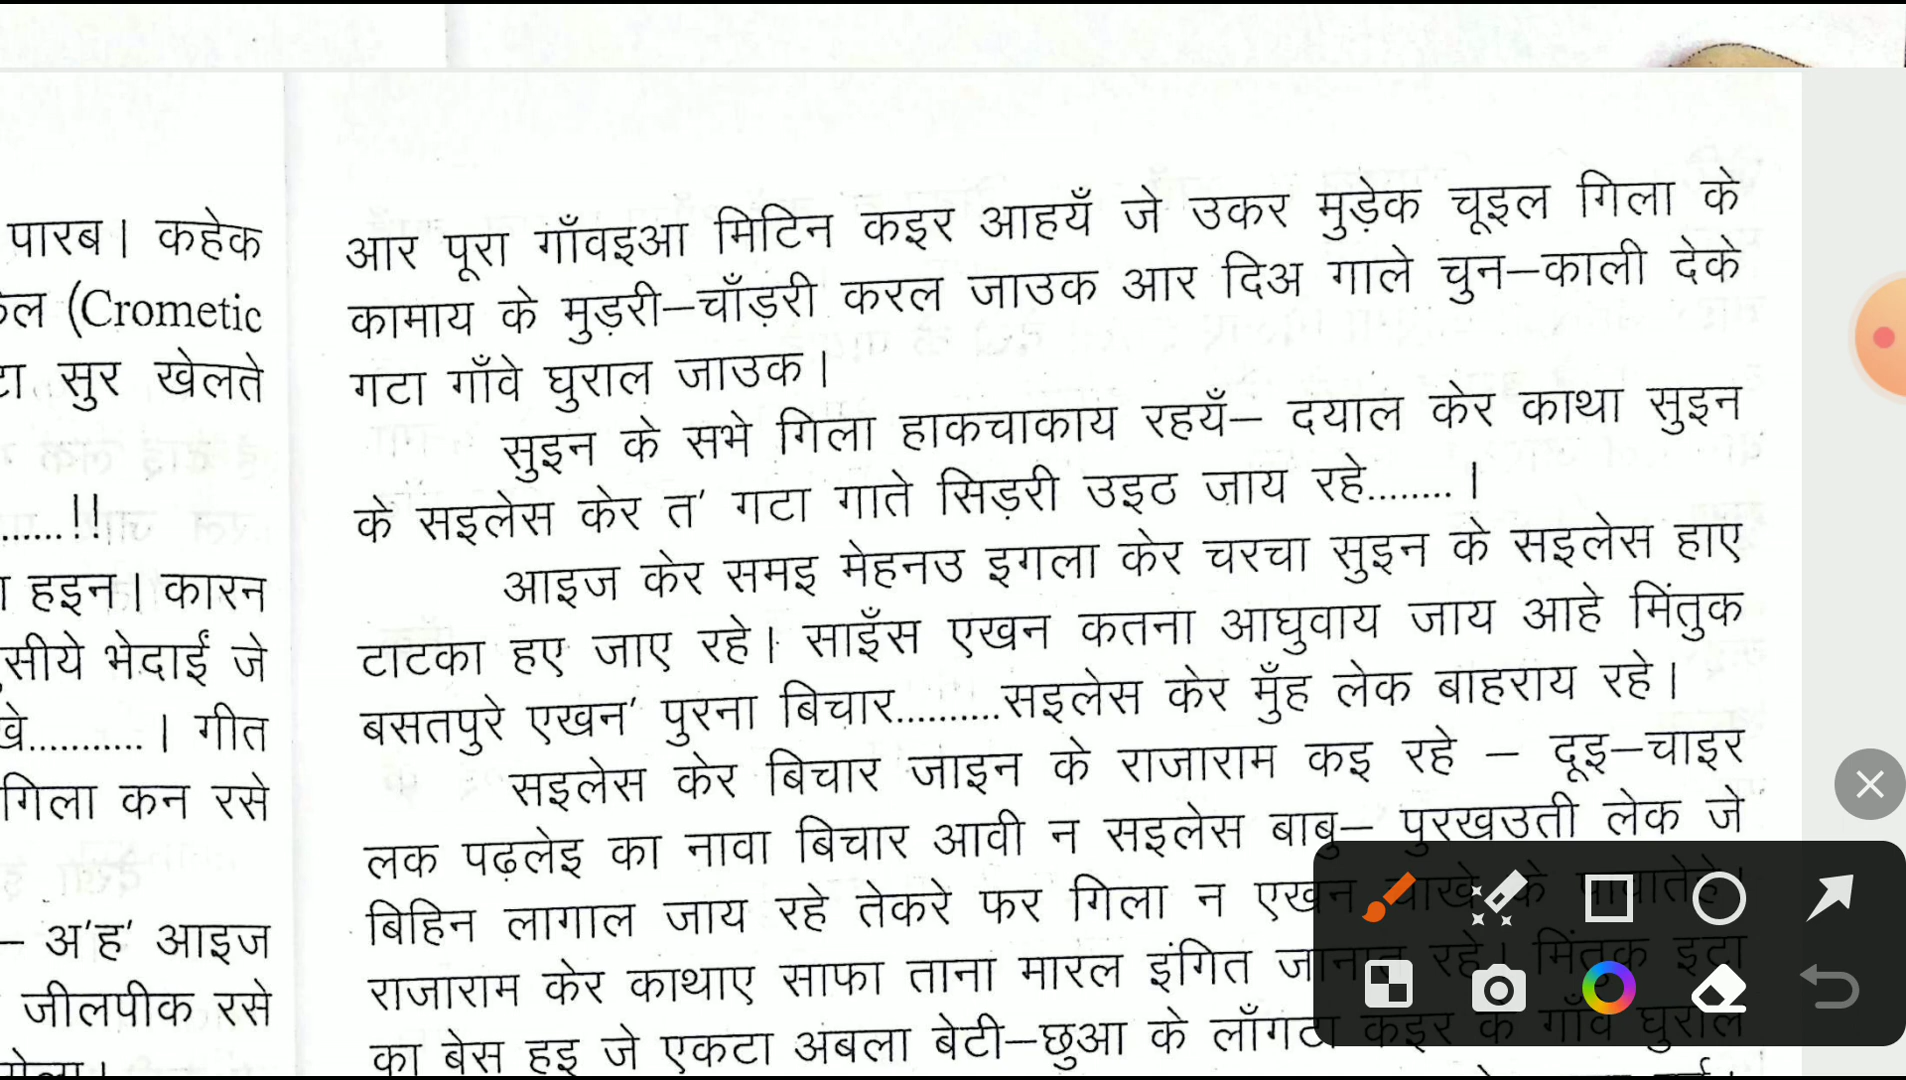 पारब। कहेक
ल (Crometic
टा सुर खेलते
......!!
हइन। कारन
सीये भेदाईं जे
खे...........। गीत
गिला कन रसे
– अ'ह' आइज
जीलपीक रसे
आर पूरा गाँवइआ मिटिन कइर आहयँ जे उकर मुड़ेक चूइल गिला के
कामाय के मुड़री–चाँड़री करल जाउक आर दिअ गाले चुन–काली देके
गटा गाँवे घुराल जाउक।
सुइन के सभे गिला हाकचाकाय रहयँ– दयाल केर काथा सुइन
के सइलेस केर त' गटा गाते सिड़री उइठ जाय रहे........।
आइज केर समइ मेहनउ इगला केर चरचा सुइन के सइलेस हाए
टाटका हए जाए रहे। साइँस एखन कतना आघुवाय जाय आहे मिंतुक
बसतपुरे एखन' पुरना बिचार..........सइलेस केर मुँह लेक बाहराय रहे।
सइलेस केर बिचार जाइन के राजाराम कइ रहे – दूइ–चाइर
लक पढ़लेइ का नावा बिचार आवी न सइलेस बाबु– पुरखउती लेक जे
बिहिन लागाल जाय रहे तेकरे फर गिला न एखन चाखे के पावातेहे।
राजाराम केर काथाए साफा ताना मारल इंगित जानात रहे। मिंतुक इटा
का बेस हइ जे एकटा अबला बेटी–छुआ के लाँगटा कइर के गाँव घुराल